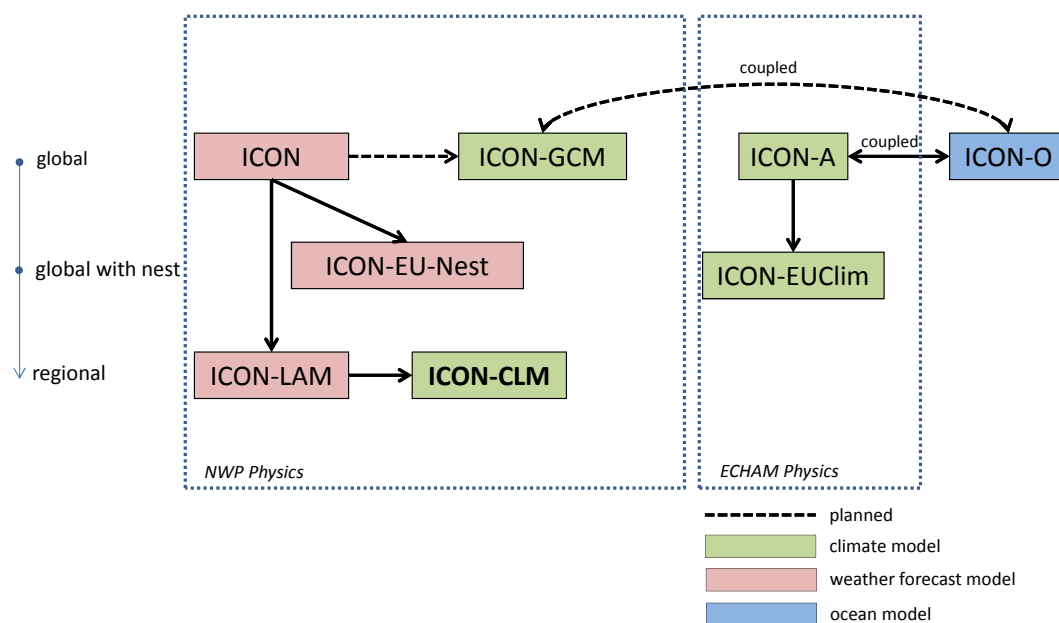 coupled
global
ICON
ICON-GCM
ICON-A
coupled
ICON-O
global with nest
ICON-EU-Nest
ICON-EUClim
regional
ICON-LAM
ICON-CLM
NWP Physics
ECHAM Physics
planned
climate model
weather forecast model
ocean model